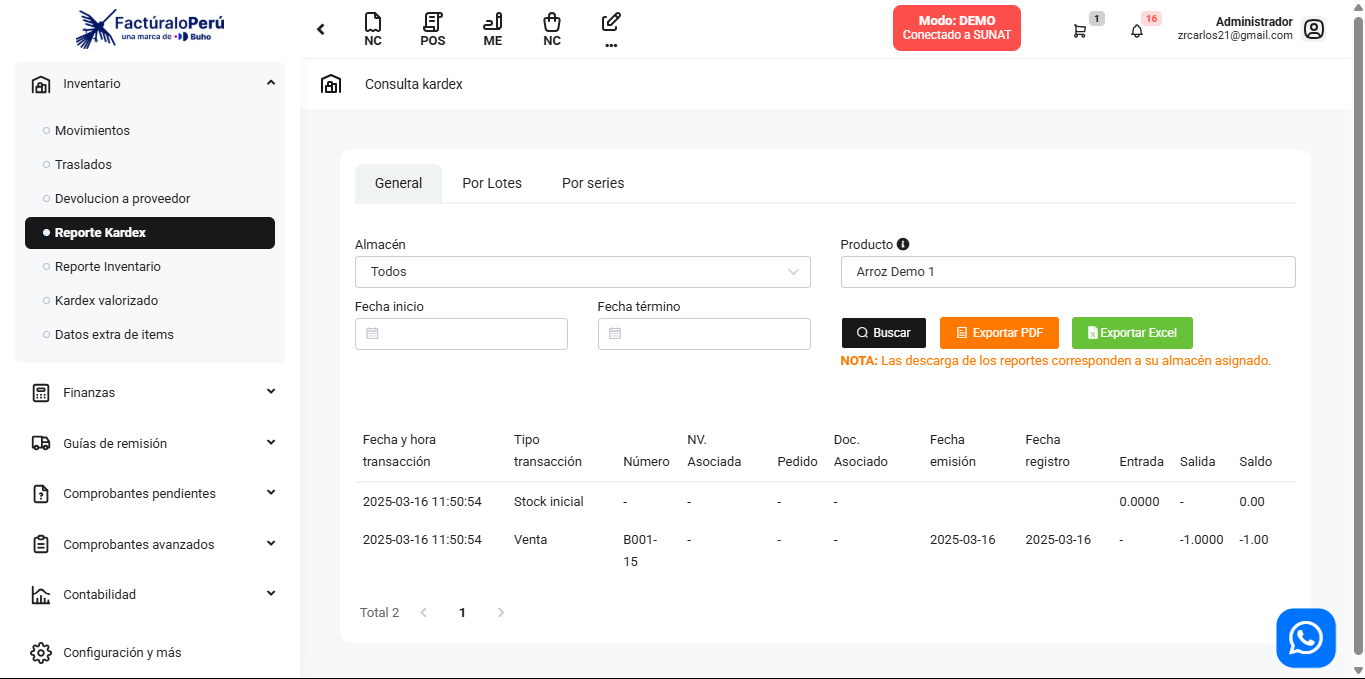 FactúraloPerú
una marca de Buho
NC
POS
ME
NC
...
Modo: DEMO
Conectado a SUNAT
1
16
Administrador
zrcarlos21@gmail.com
Inventario
Movimientos
Traslados
Devolucion a proveedor
Reporte Kardex
Reporte Inventario
Kardex valorizado
Datos extra de items
Finanzas
Guías de remisión
Comprobantes pendientes
Comprobantes avanzados
Contabilidad
Configuración y más
Consulta kardex
General Por Lotes Por series
Almacén
Todos
Producto
Arroz Demo 1
Fecha inicio
Fecha término
Buscar
Exportar PDF
Exportar Excel
NOTA: Las descarga de los reportes corresponden a su almacén asignado.
Fecha y hora transacción Tipo transacción Número NV. Asociada Pedido Doc. Asociado Fecha emisión Fecha registro Entrada Salida Saldo
2025-03-16 11:50:54 Stock inicial - - - - 0.0000 - 0.00
2025-03-16 11:50:54 Venta B001-15 - - - 2025-03-16 2025-03-16 - -1.0000 -1.00
Total 2 1